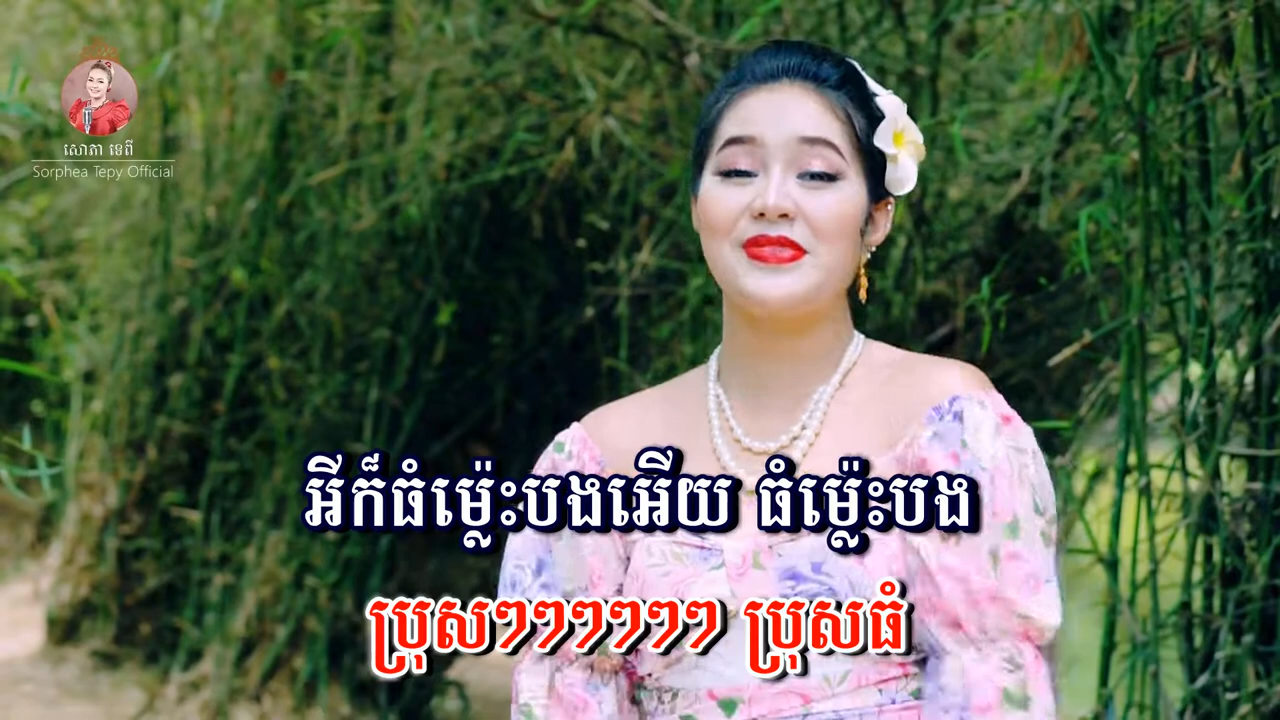 សោភា ទេពី
Sorphea Tepy Official
អីក៏ធំម្ល៉េះបងអើយ ធំម្ល៉េះបង
ប្រុសៗៗៗៗៗៗ ប្រុសធំ